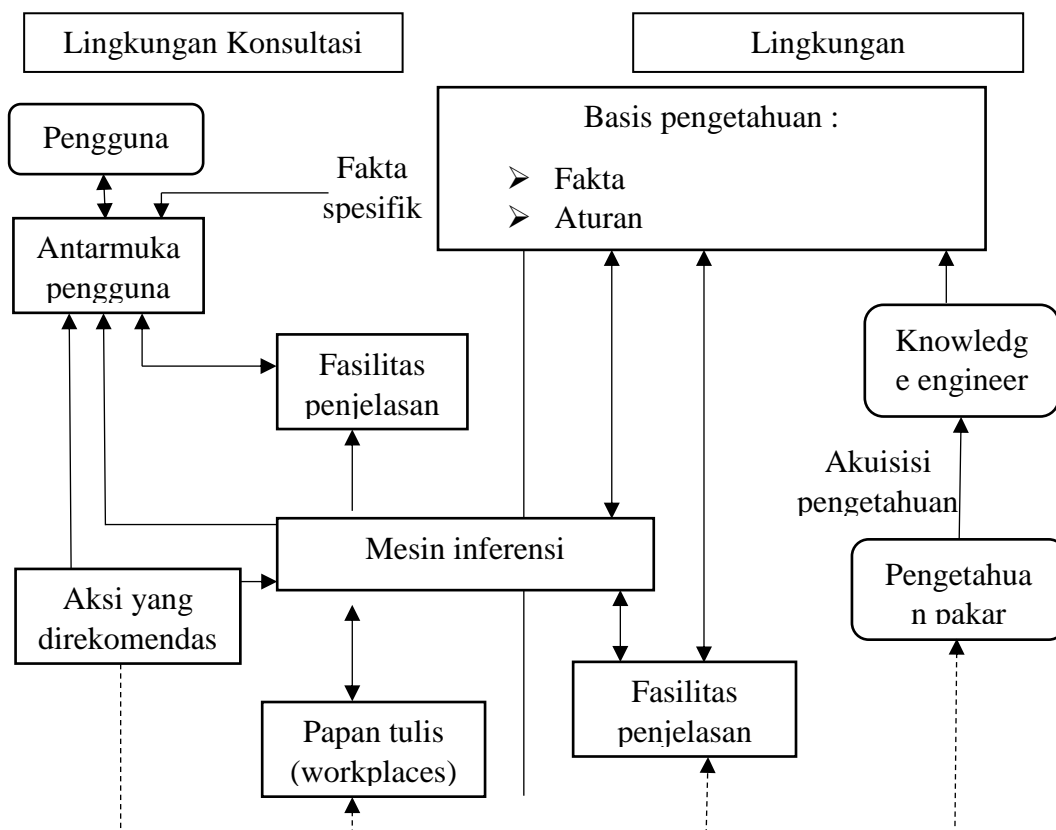 Lingkungan Konsultasi
Lingkungan
Basis pengetahuan :
➢ Fakta
➢ Aturan
Pengguna
Fakta
spesifik
Antarmuka
pengguna
Fasilitas
penjelasan
Knowledg
e engineer
Akuisisi
pengetahuan
Mesin inferensi
Aksi yang
direkomendas
Pengetahua
n pakar
Papan tulis
(workplaces)
Fasilitas
penjelasan